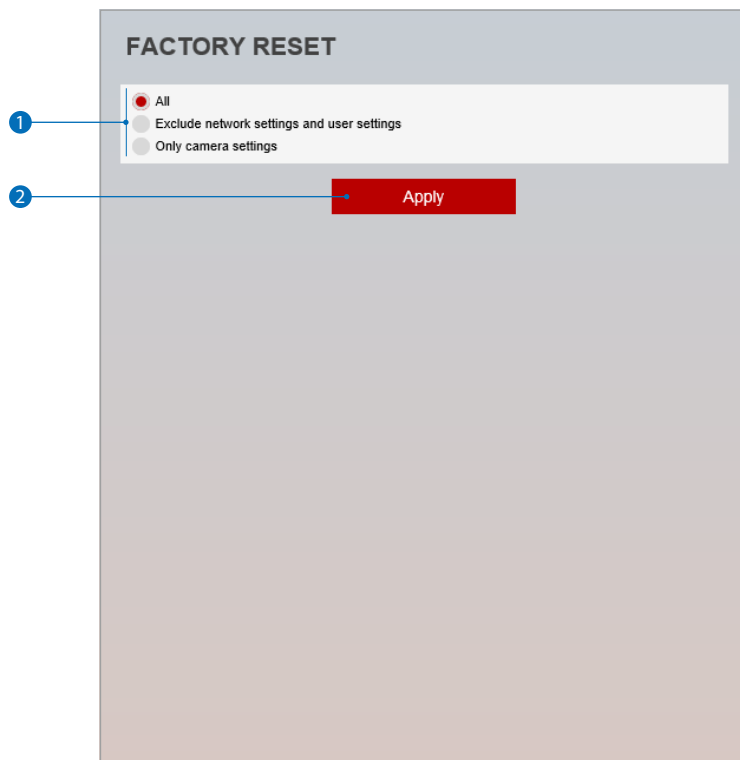 FACTORY RESET
All
1
Exclude network settings and user settings
Only camera settings
2
Apply